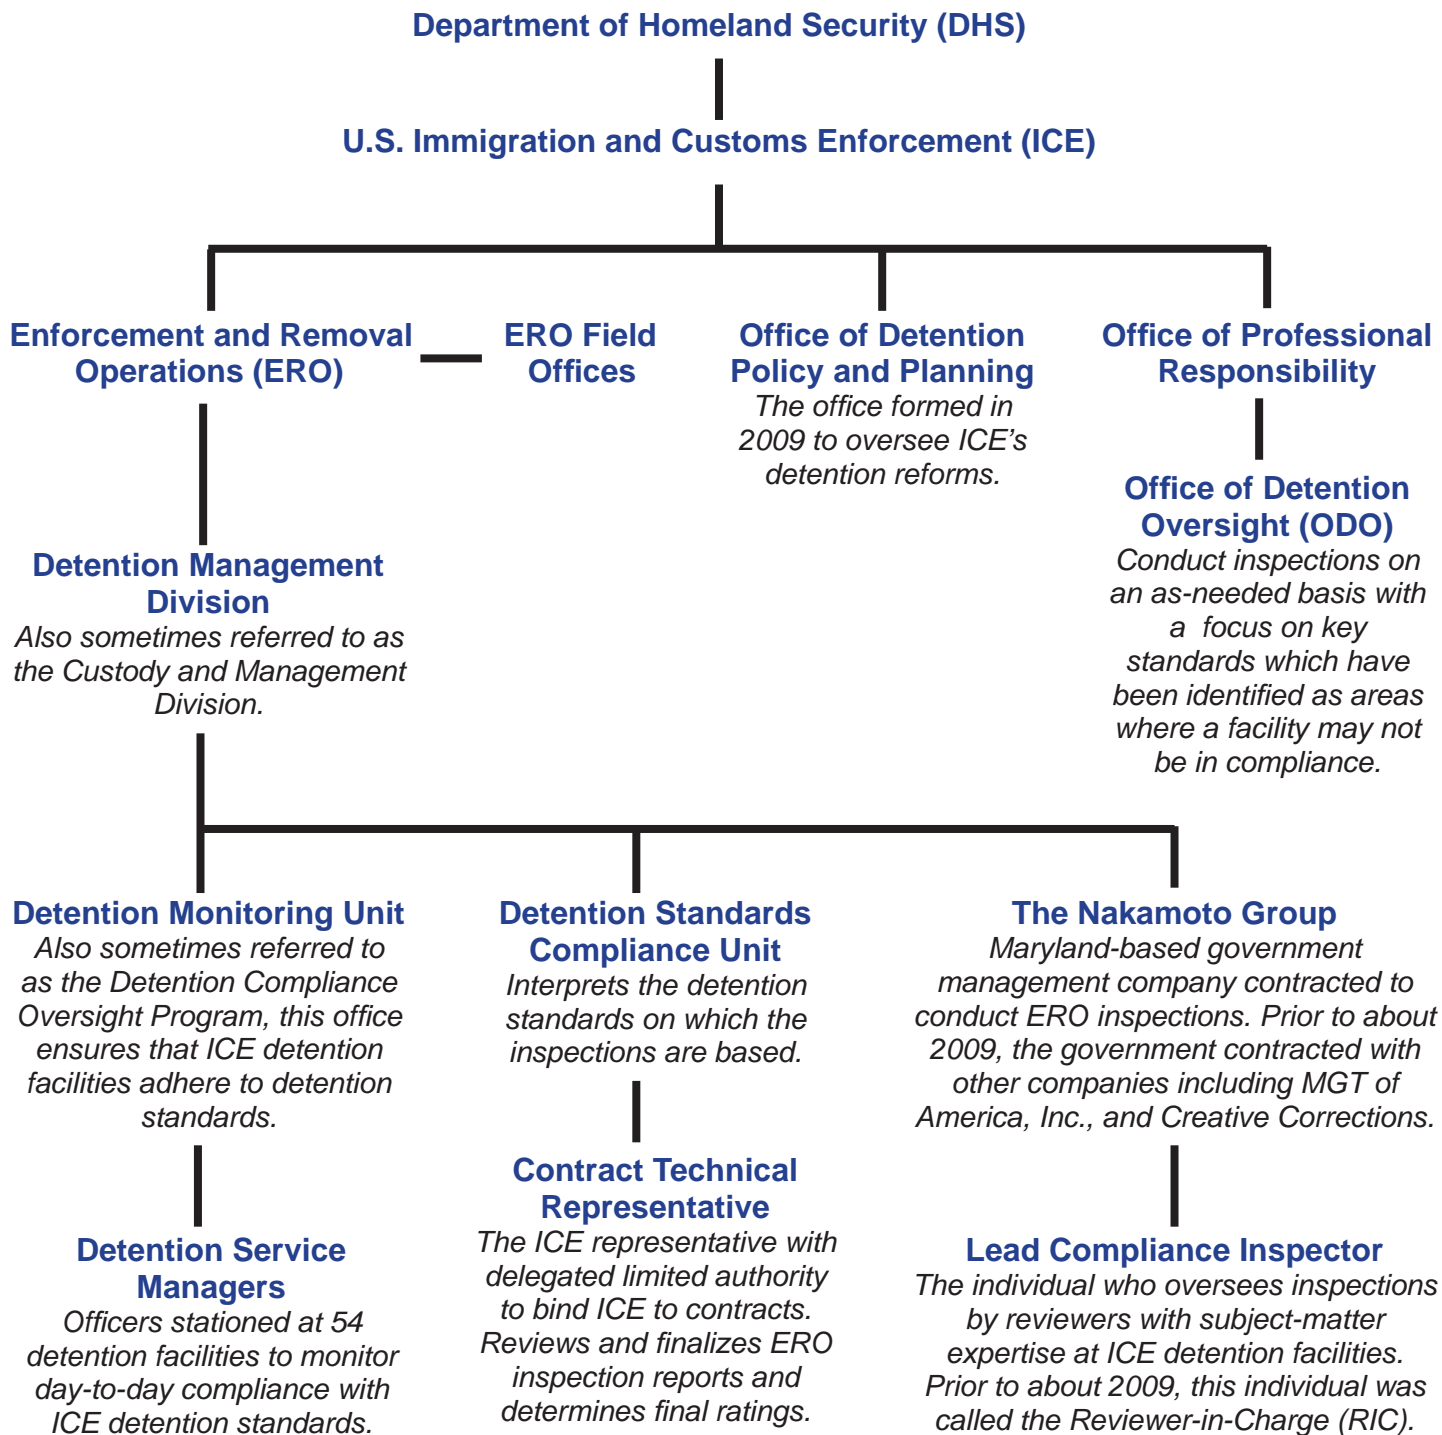 Department of Homeland Security (DHS)
U.S. Immigration and Customs Enforcement (ICE)
Enforcement and Removal
Operations (ERO)
ERO Field
Offices
Office of Detention
Policy and Planning
The office formed in
2009 to oversee ICE's
detention reforms.
Office of Professional
Responsibility
Office of Detention
Oversight (ODO)
Conduct inspections on
an as-needed basis with
a focus on key
standards which have
been identified as areas
where a facility may not
be in compliance.
Detention Management
Division
Also sometimes referred to as
the Custody and Management
Division.
Detention Monitoring Unit
Also sometimes referred to
as the Detention Compliance
Oversight Program, this office
ensures that ICE detention
facilities adhere to detention
standards.
Detention Service
Managers
Officers stationed at 54
detention facilities to monitor
day-to-day compliance with
ICE detention standards.
Detention Standards
Compliance Unit
Interprets the detention
standards on which the
inspections are based.
Contract Technical
Representative
The ICE representative with
delegated limited authority
to bind ICE to contracts.
Reviews and finalizes ERO
inspection reports and
determines final ratings.
The Nakamoto Group
Maryland-based government
management company contracted to
conduct ERO inspections. Prior to about
2009, the government contracted with
other companies including MGT of
America, Inc., and Creative Corrections.
Lead Compliance Inspector
The individual who oversees inspections
by reviewers with subject-matter
expertise at ICE detention facilities.
Prior to about 2009, this individual was
called the Reviewer-in-Charge (RIC).